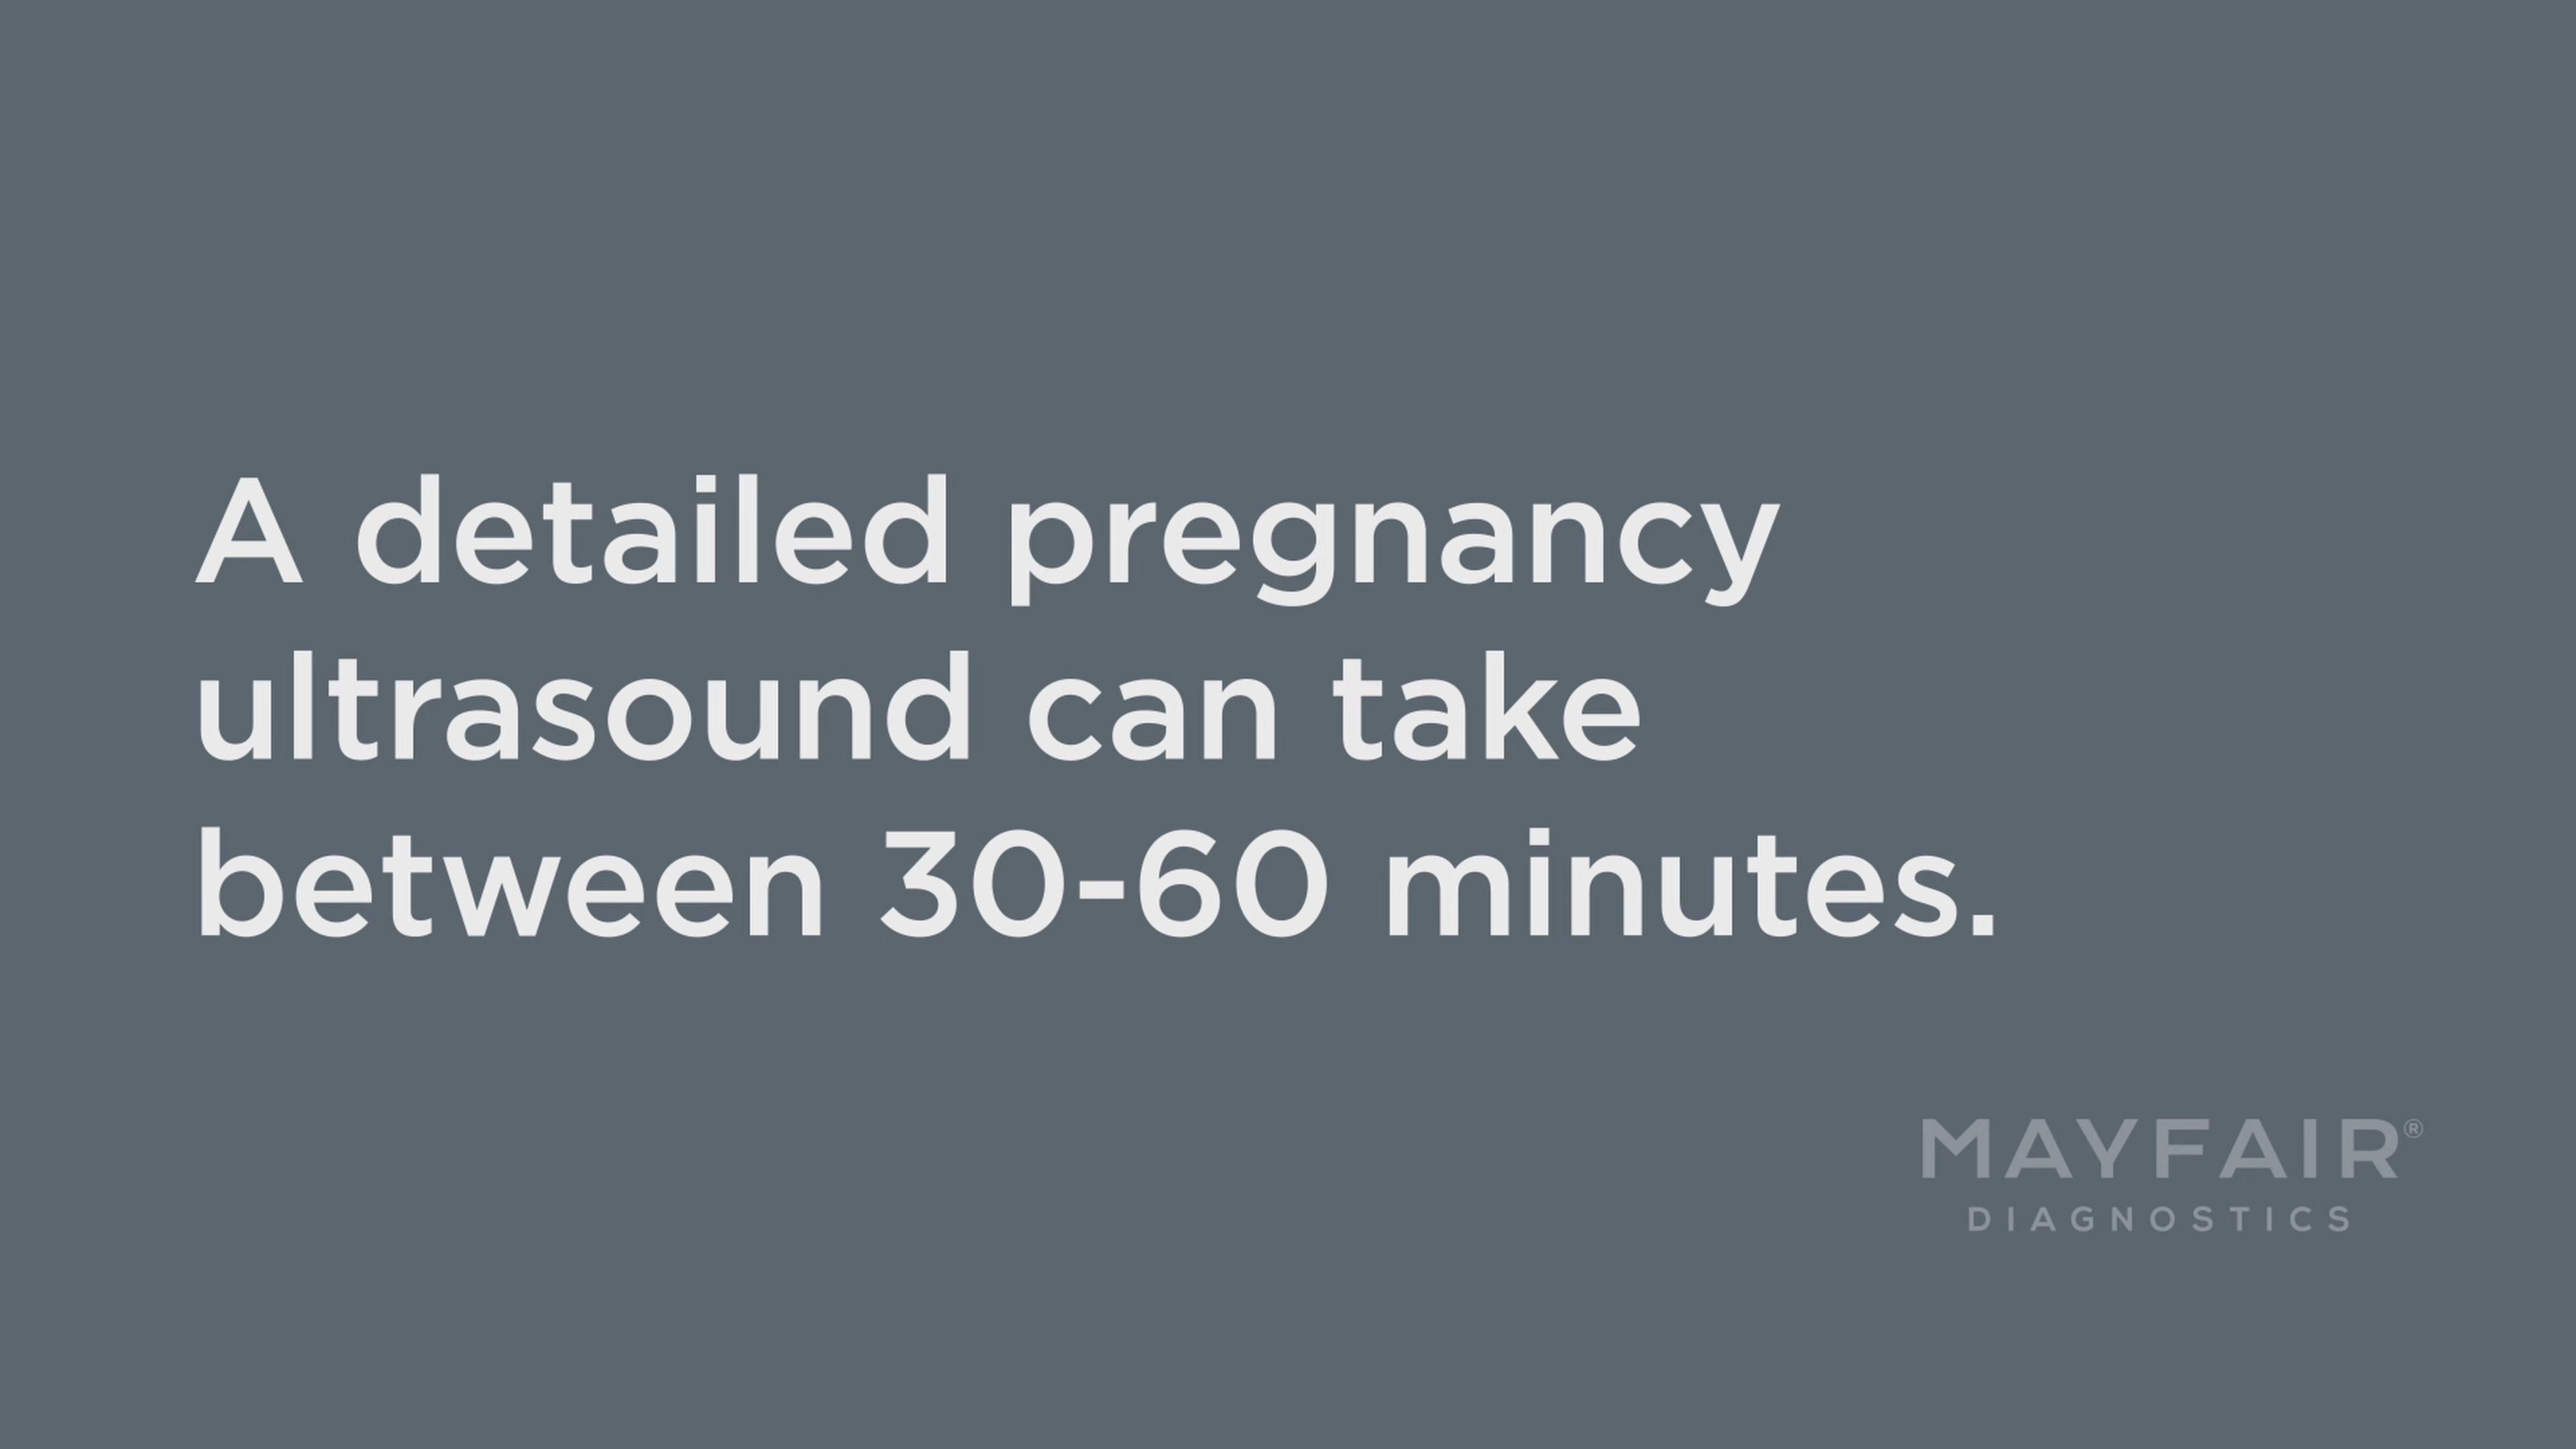 A detailed pregnancy
ultrasound can take
between 30-60 minutes.
MAYFAIR®
DIAGNOSTICS